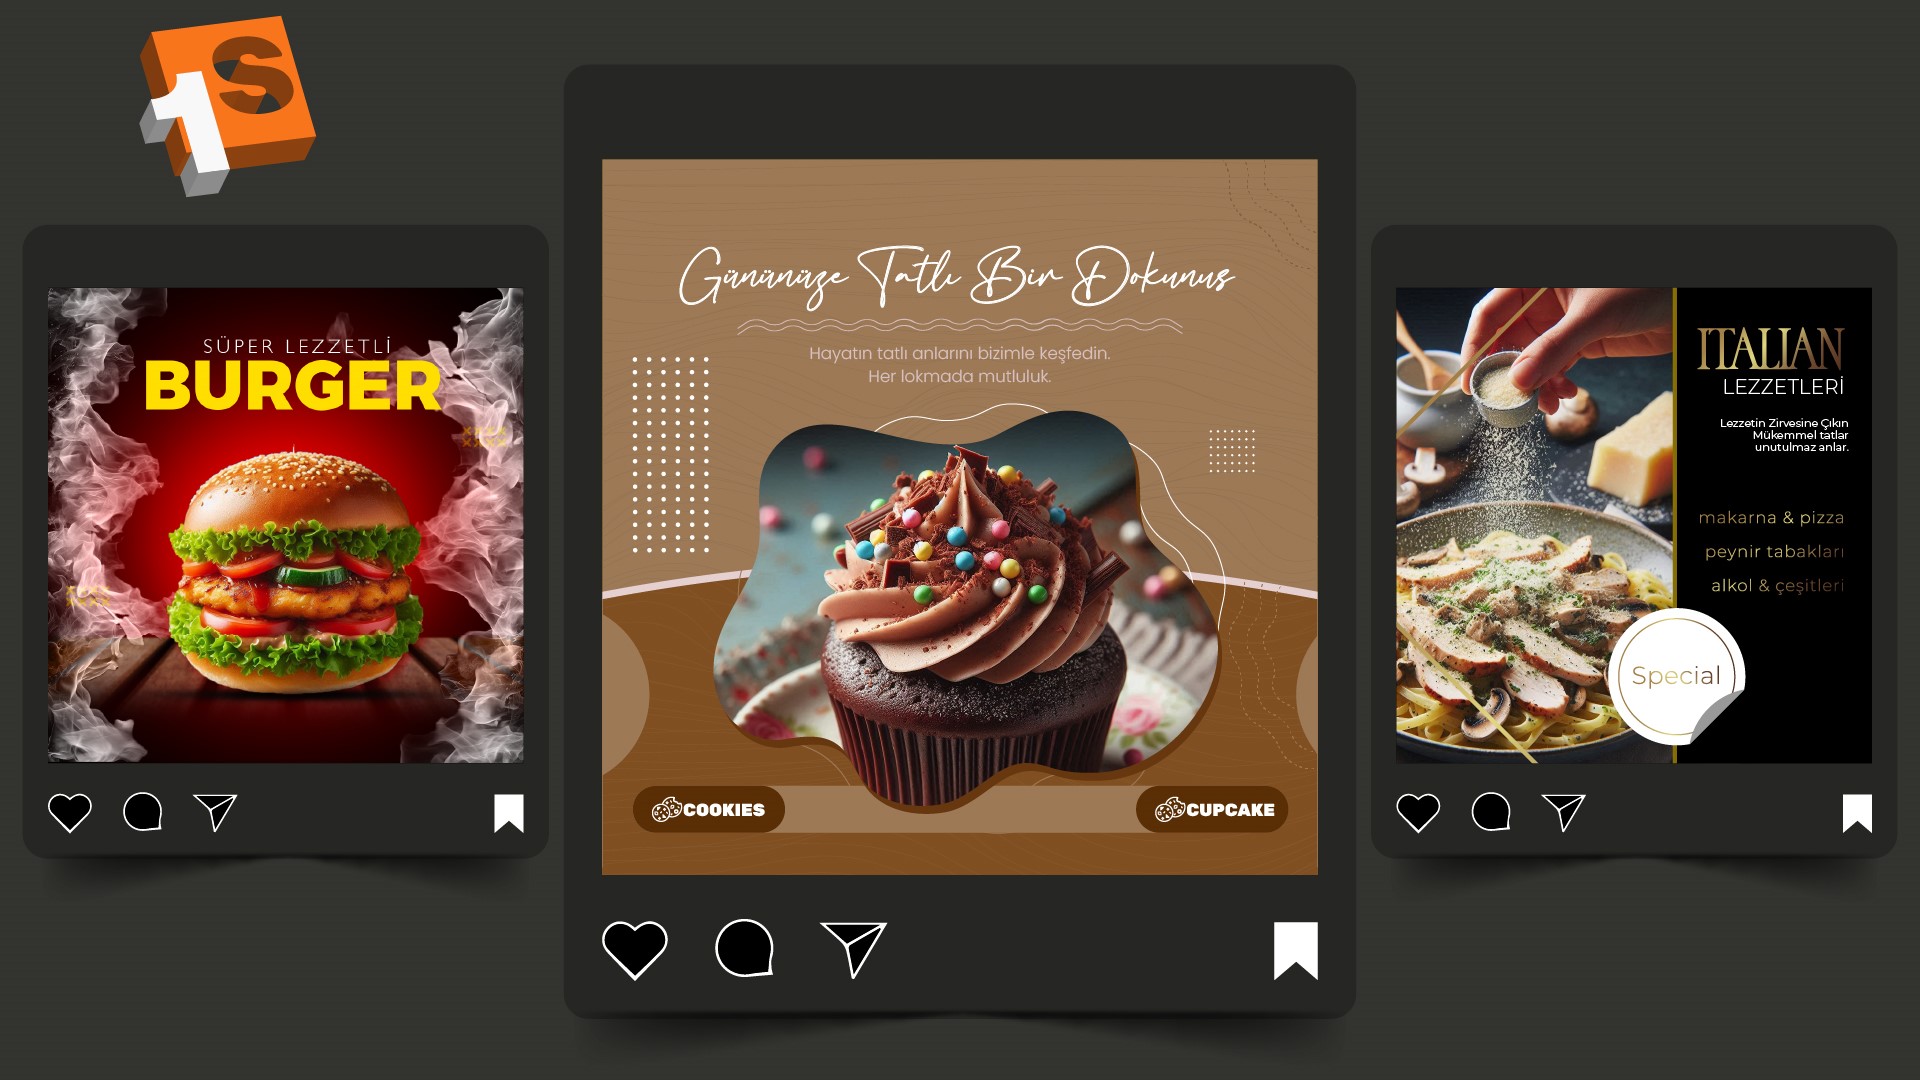 1S
SÜPER LEZZETLİ
BURGER
Gününüze Tatlı Bir Dokunus
Hayatın tatlı anlarını bizimle keşfedin.
Her lokmada mutluluk.
COOKIES
CUPCAKE
ITALIAN
LEZZETLERİ
Lezzetin Zirvesine Çıkın
Mükemmel tatlar
unutulmaz anlar.
makarna & pizza
peynir tabakları
alkol & çeşitleri
Special